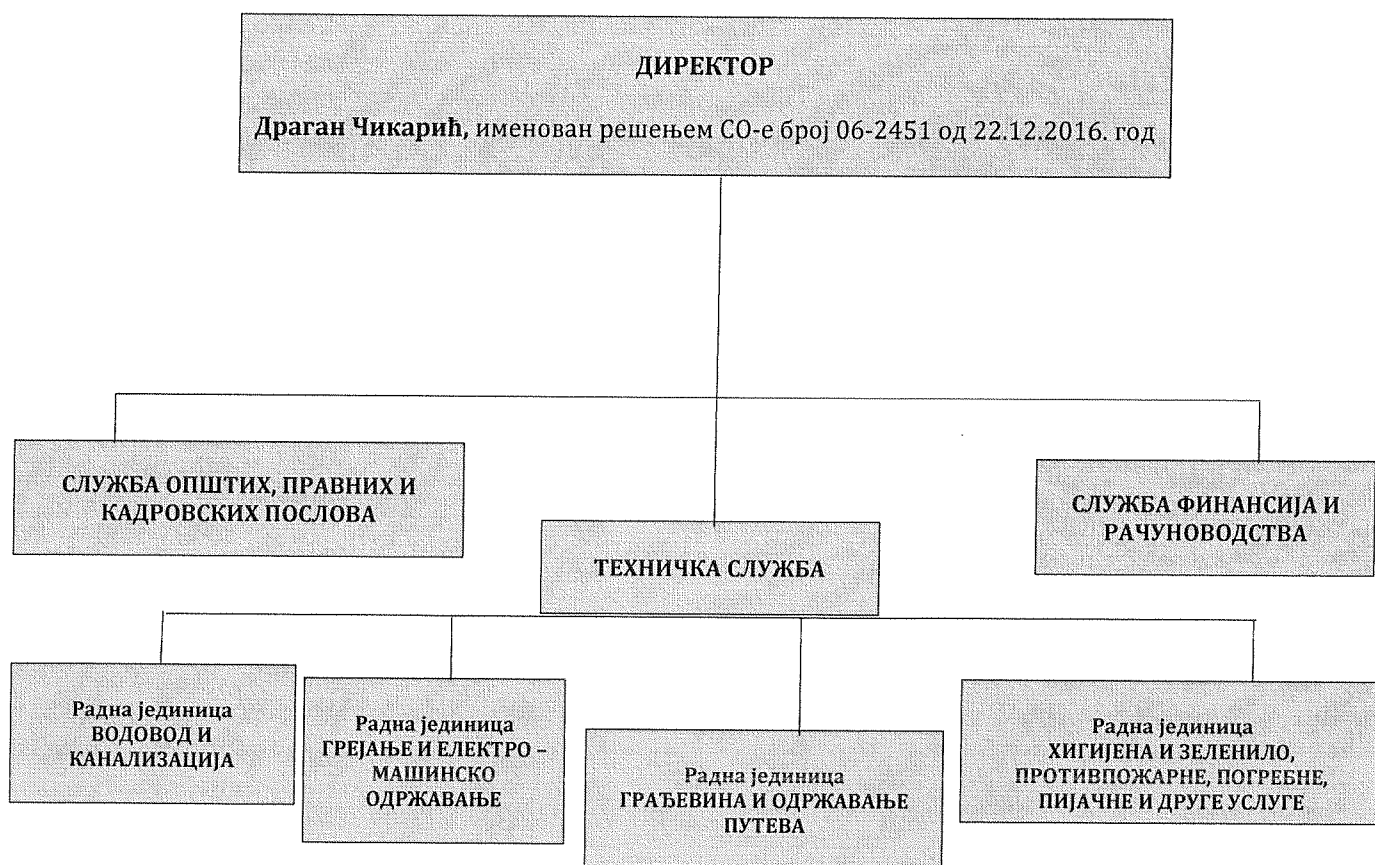 ДИРЕКТОР
Драган Чикарић, именован решењем СО-е број 06-2451 од 22.12.2016. год
СЛУЖБА ОПШТИХ, ПРАВНИХ И
КАДРОВСКИХ ПОСЛОВА
СЛУЖБА ФИНАНСИЈА И
РАЧУНОВОДСТВА
ТЕХНИЧКА СЛУЖБА
Радна јединица
ВОДОВОД И
КАНАЛИЗАЦИЈА
Радна јединица
ГРЕЈАЊЕ И ЕЛЕКТРО –
МАШИНСКО
ОДРЖАВАЊЕ
Радна јединица
ГРАЂЕВИНА И ОДРЖАВАЊЕ
ПУТЕВА
Радна јединица
ХИГИЈЕНА И ЗЕЛЕНИЛО,
ПРОТИВПОЖАРНЕ, ПОГРЕБНЕ,
ПИЈАЧНЕ И ДРУГЕ УСЛУГЕ